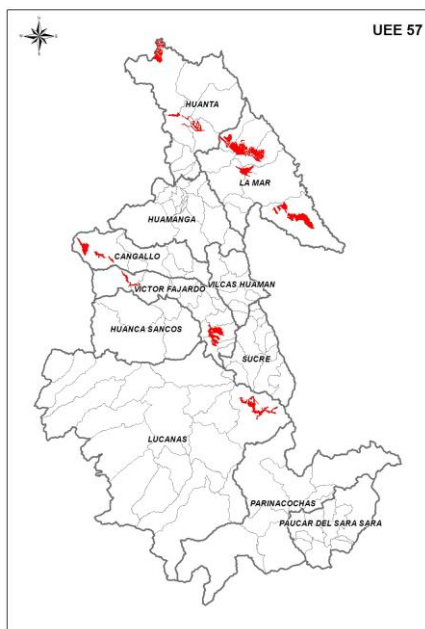 UEE 57
HUANTA
LA MAR
HUAMANGA
CANGALLO
VILCAS HUAMAN
VICTOR FAJARDO
HUANCA SANCOS
SUCRE
LUCANAS
PARINACOCHAS
PAUCAR DEL SARA SARA